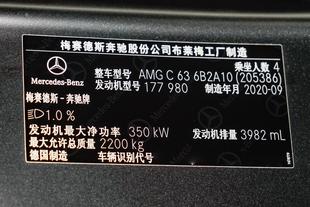 梅赛德斯奔驰股份公司布莱梅工厂制造
乘坐人数 4
整车型号 AMG C 63 6B2A10 (205386)
发动机型号 177 980 制造年月 2020-09
Mercedes-Benz
梅赛德斯-奔驰牌
1.0 %
发动机最大净功率 350 kW 发动机排量 3982 mL
最大允许总质量 2200 kg
德国制造 车辆识别代号